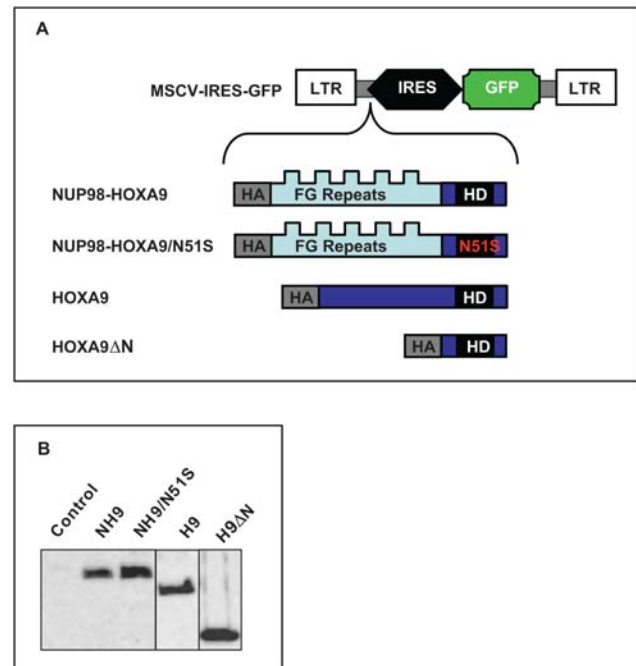 A
MSCV-IRES-GFP LTR IRES GFP LTR
NUP98-HOXA9 HA FG Repeats HD
NUP98-HOXA9/N51S HA FG Repeats N51S
HOXA9 HA HD
HOXA9ΔN HA HD
B
Control NH9 NH9/N51S H9 H9ΔN